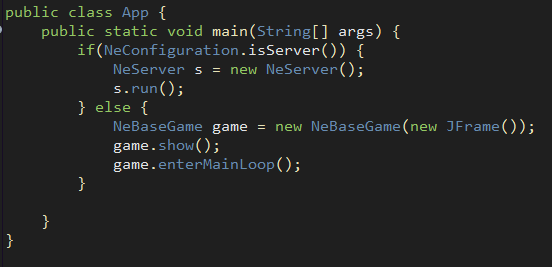 public class App {
    public static void main(String[] args) {
        if(NeConfiguration.isServer()) {
            NeServer s = new NeServer();
            s.run();
        } else {
            NeBaseGame game = new NeBaseGame(new JFrame());
            game.show();
            game.enterMainLoop();
        }
    }
}